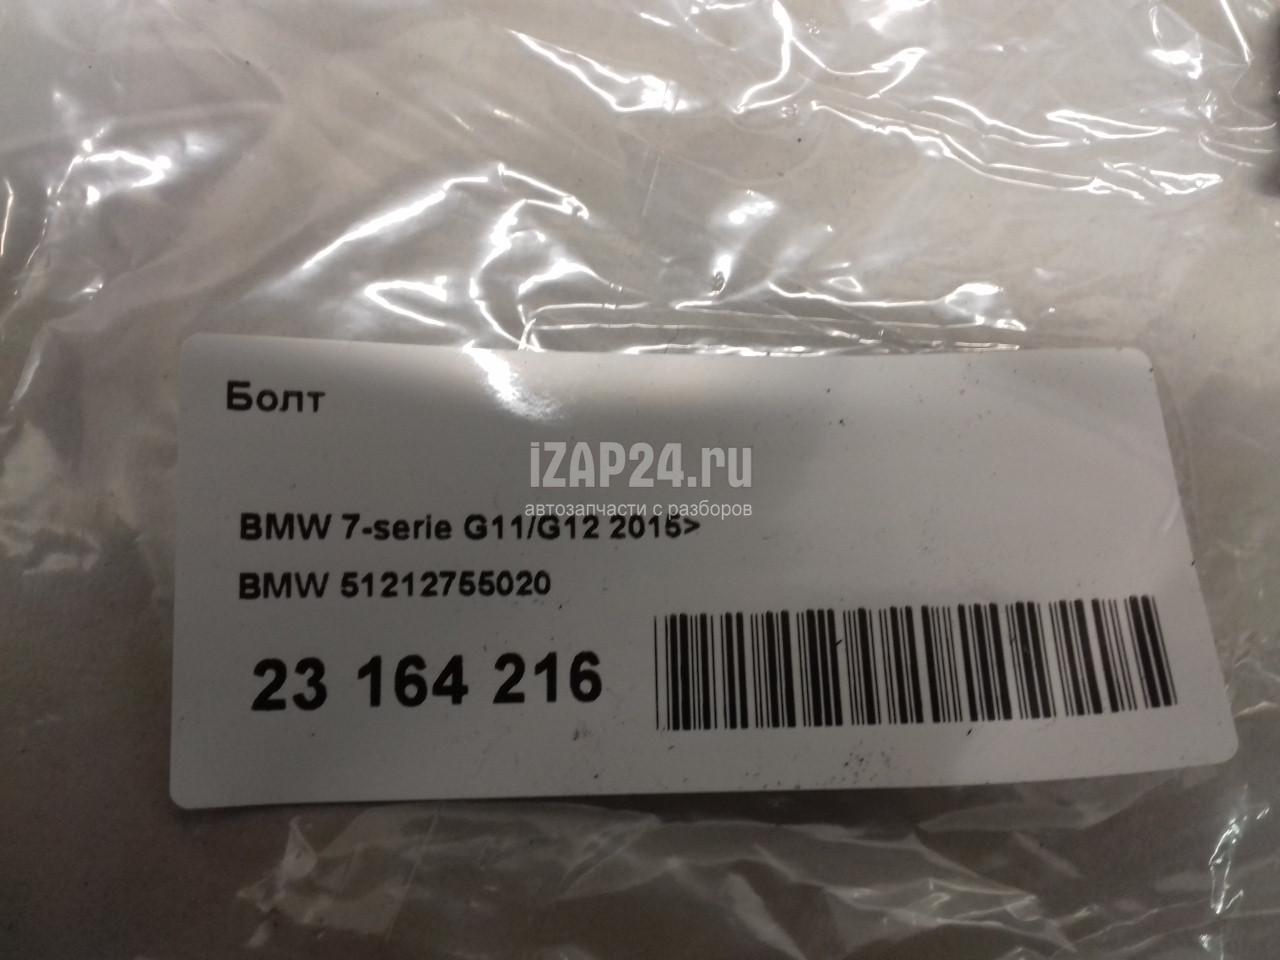 Болт
iZAP24.ru
автозапчасти с разборов
BMW 7-serie G11/G12 2015>
BMW 51212755020
23 164 216